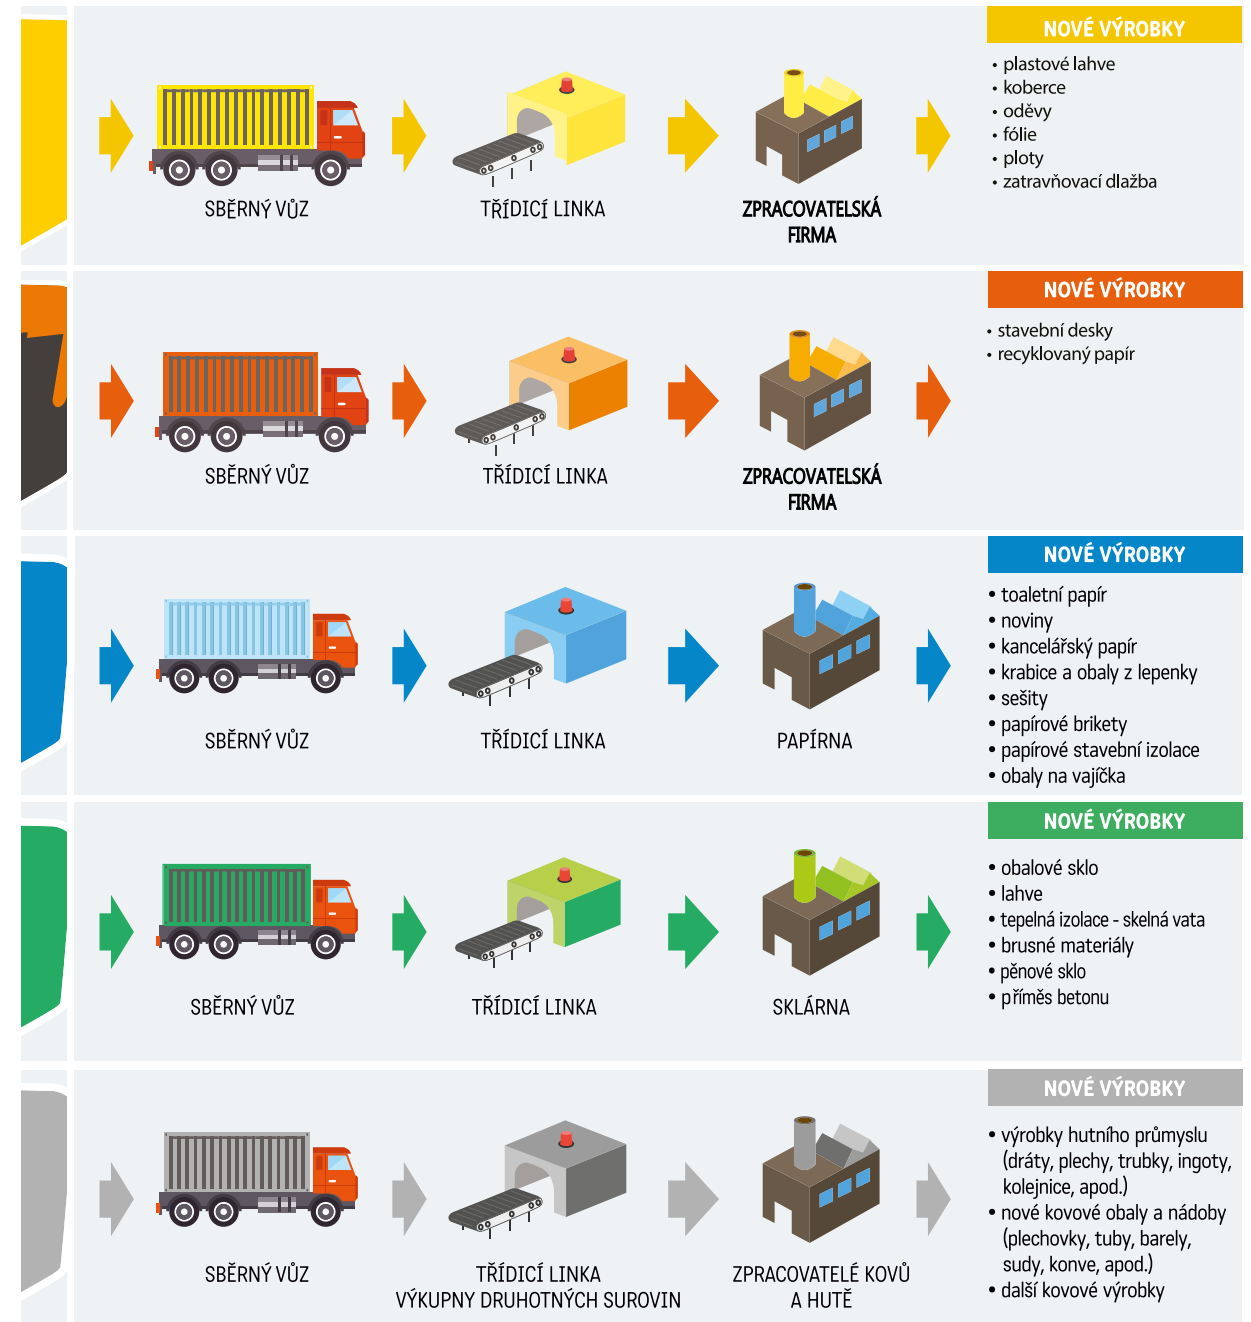 NOVÉ VÝROBKY
• plastové lahve
• koberce
• oděvy
• fólie
• ploty
• zatravňovací dlažba
SBĚRNÝ VŮZ
TŘÍDICÍ LINKA
ZPRACOVATELSKÁ
FIRMA
NOVÉ VÝROBKY
• stavební desky
• recyklovaný papír
SBĚRNÝ VŮZ
TŘÍDICÍ LINKA
ZPRACOVATELSKÁ
FIRMA
NOVÉ VÝROBKY
• toaletní papír
• noviny
• kancelářský papír
• krabice a obaly z lepenky
• sešity
• papírové brikety
• papírové stavební izolace
• obaly na vajíčka
SBĚRNÝ VŮZ
TŘÍDICÍ LINKA
PAPÍRNA
NOVÉ VÝROBKY
• obalové sklo
• lahve
• tepelná izolace - skelná vata
• brusné materiály
• pěnové sklo
• příměs betonu
SBĚRNÝ VŮZ
TŘÍDICÍ LINKA
SKLÁRNA
NOVÉ VÝROBKY
• výrobky hutního průmyslu
(dráty, plechy, trubky, ingoty,
kolejnice, apod.)
• nové kovové obaly a nádoby
(plechovky, tuby, barely,
sudy, konve, apod.)
• další kovové výrobky
SBĚRNÝ VŮZ
TŘÍDICÍ LINKA
VÝKUPNY DRUHOTNÝCH SUROVIN
ZPRACOVATELÉ KOVŮ
A HUTĚ